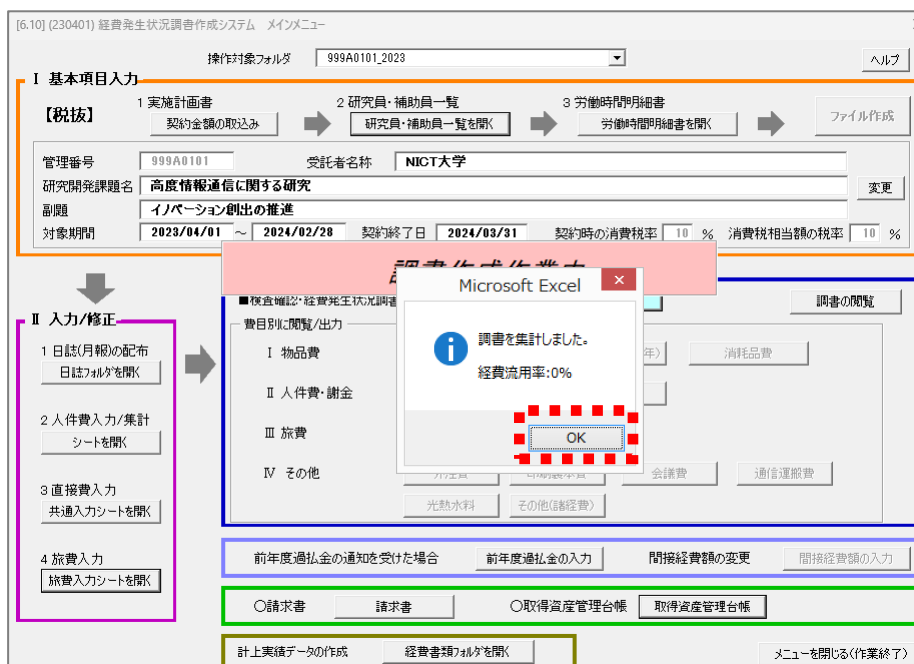 [6.10] (230401) 経費発生状況調書作成システム　メインメニュー
操作対象フォルダ 999A0101_2023 ヘルプ
Ⅰ 基本項目入力
【税抜】 1 実施計画書 2 研究員・補助員一覧 3 労働時間明細書
契約金額の取込み 研究員・補助員一覧を開く 労働時間明細書を開く ファイル作成
管理番号 999A0101 受託者名称 NICT大学
研究開発課題名 高度情報通信に関する研究 変更
副題 イノベーション創出の推進
対象期間 2023/04/01 ～ 2024/02/28 契約終了日 2024/03/31 契約時の消費税率 10 % 消費税相当額の税率 10 %
Microsoft Excel
調書を集計しました。
経費流用率:0%
OK
■検査確認・経費発生状況調書 調書の閲覧
費目別に閲覧/出力
Ⅰ 物品費 年) 消耗品費
Ⅱ 人件費・謝金
Ⅲ 旅費
Ⅳ その他 会議費 通信運搬費
光熱水料 その他(諸経費)
Ⅱ 入力/修正
1 日誌(月報)の配布
日誌フォルダを開く
2 人件費入力/集計
シートを開く
3 直接費入力
共通入力シートを開く
4 旅費入力
旅費入力シートを開く
前年度過払金の通知を受けた場合 前年度過払金の入力 間接経費額の変更 間接経費額の入力
○請求書 請求書 ○取得資産管理台帳 取得資産管理台帳
計上実績データの作成 経費書類フォルダを開く メニューを閉じる(作業終了)